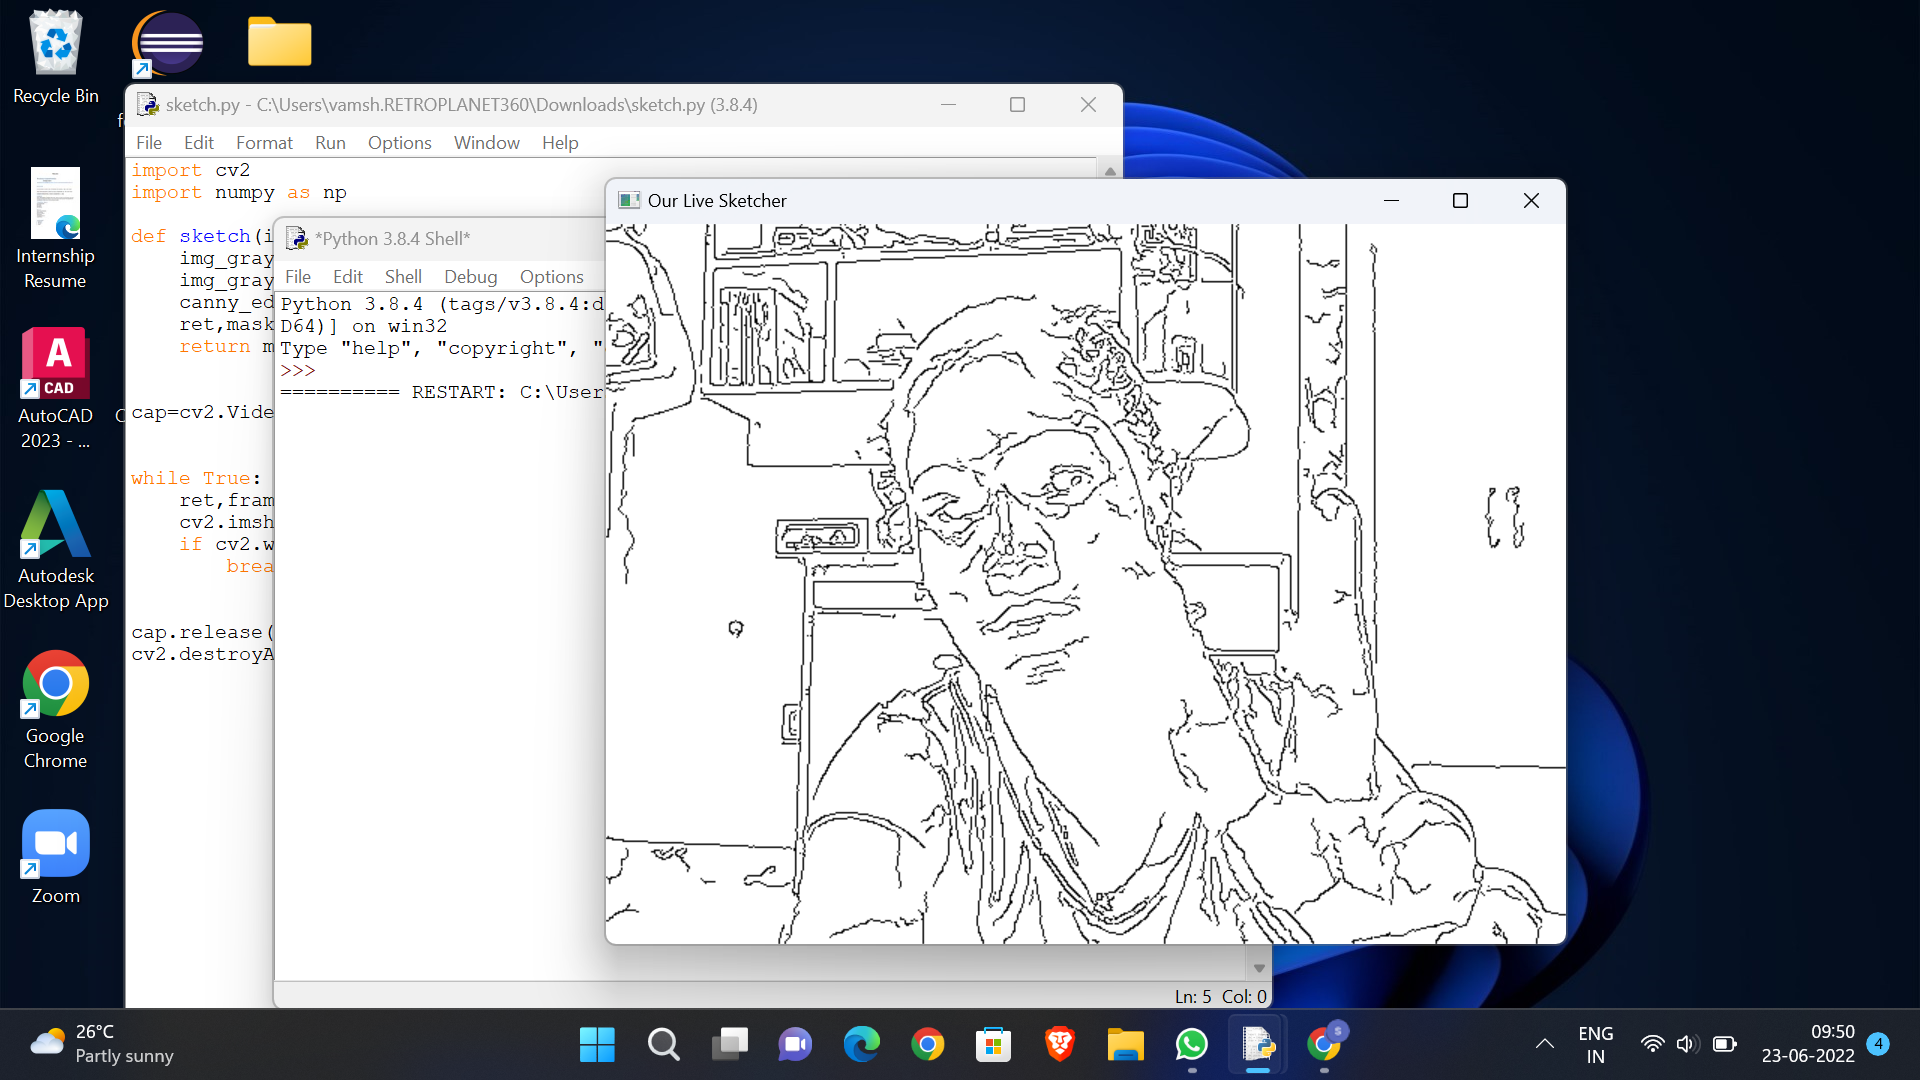 Recycle Bin
Internship
Resume
AutoCAD
2023 - ...
Autodesk
Desktop App
Google
Chrome
Zoom
A
CAD
sketch.py - C:\Users\vamsh.RETROPLANET360\Downloads\sketch.py (3.8.4)
File Edit Format Run Options Window Help
import cv2
import numpy as np
def sketch(i
img_gray
img_gray
canny_ed
ret,mask
return m
cap=cv2.Vide
while True:
ret,fram
cv2.imsh
if cv2.w
brea
cap.release(
cv2.destroyA
*Python 3.8.4 Shell*
File Edit Shell Debug Options
Python 3.8.4 (tags/v3.8.4:d
D64)] on win32
Type "help", "copyright", "
>>>
========== RESTART: C:\User
Ln: 5 Col: 0
Our Live Sketcher
26°C
Partly sunny
S
ENG
IN
09:50
23-06-2022
4